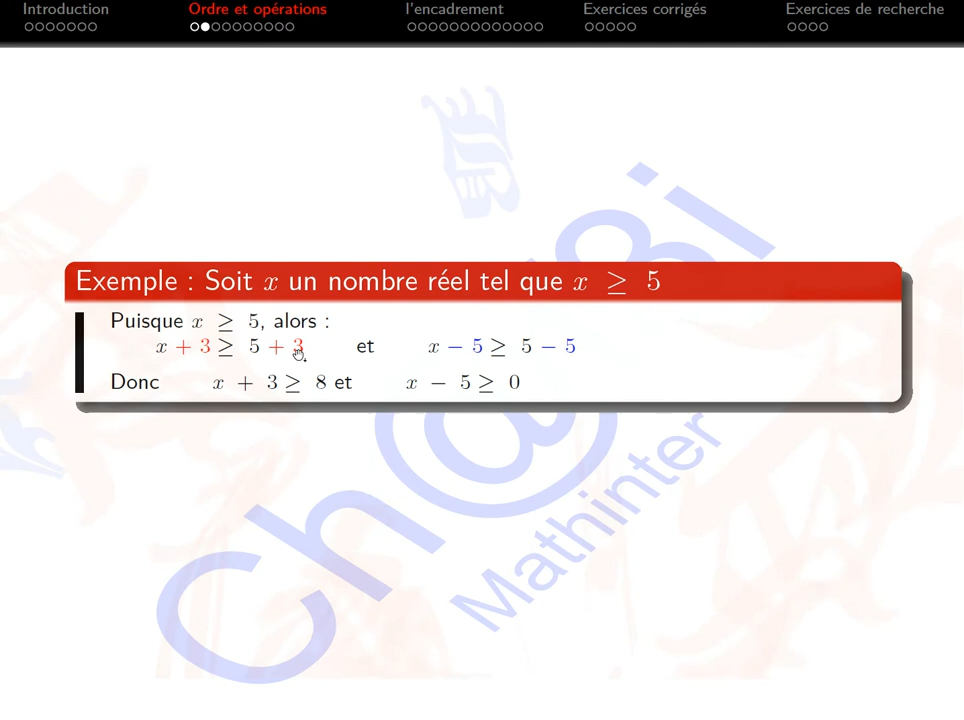 Introduction
Ordre et opérations
l'encadrement
Exercices corrigés
Exercices de recherche
Exemple : Soit x un nombre réel tel que x ≥ 5
Puisque x ≥ 5, alors :
x + 3 ≥ 5 + 3 et x − 5 ≥ 5 − 5
Donc x + 3 ≥ 8 et x − 5 ≥ 0
Mathinter